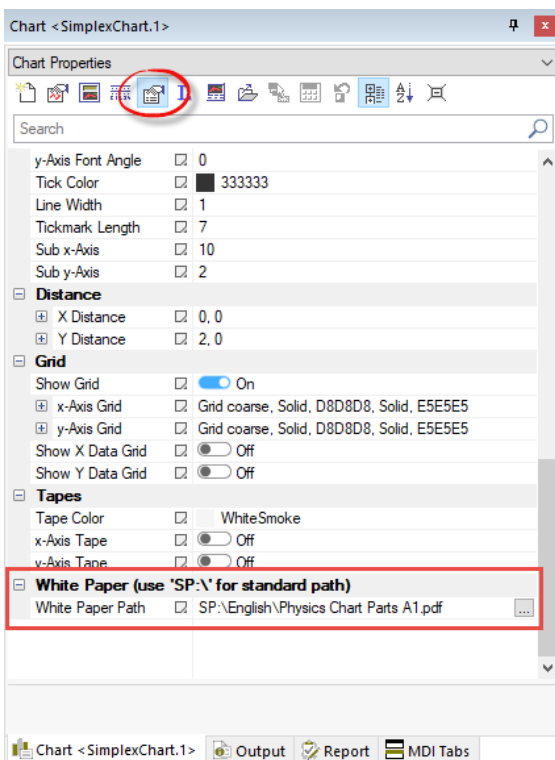 Chart <SimplexChart.1>
Chart Properties
Search
y-Axis Font Angle 0
Tick Color 333333
Line Width 1
Tickmark Length 7
Sub x-Axis 10
Sub y-Axis 2
Distance
X Distance 0, 0
Y Distance 2, 0
Grid
Show Grid On
x-Axis Grid Grid coarse, Solid, D8D8D8, Solid, E5E5E5
y-Axis Grid Grid coarse, Solid, D8D8D8, Solid, E5E5E5
Show X Data Grid Off
Show Y Data Grid Off
Tapes
Tape Color WhiteSmoke
x-Axis Tape Off
y-Axis Tape Off
White Paper (use 'SP:\' for standard path)
White Paper Path SP:\English\Physics Chart Parts A1.pdf ...
Chart <SimplexChart.1> Output Report MDI Tabs